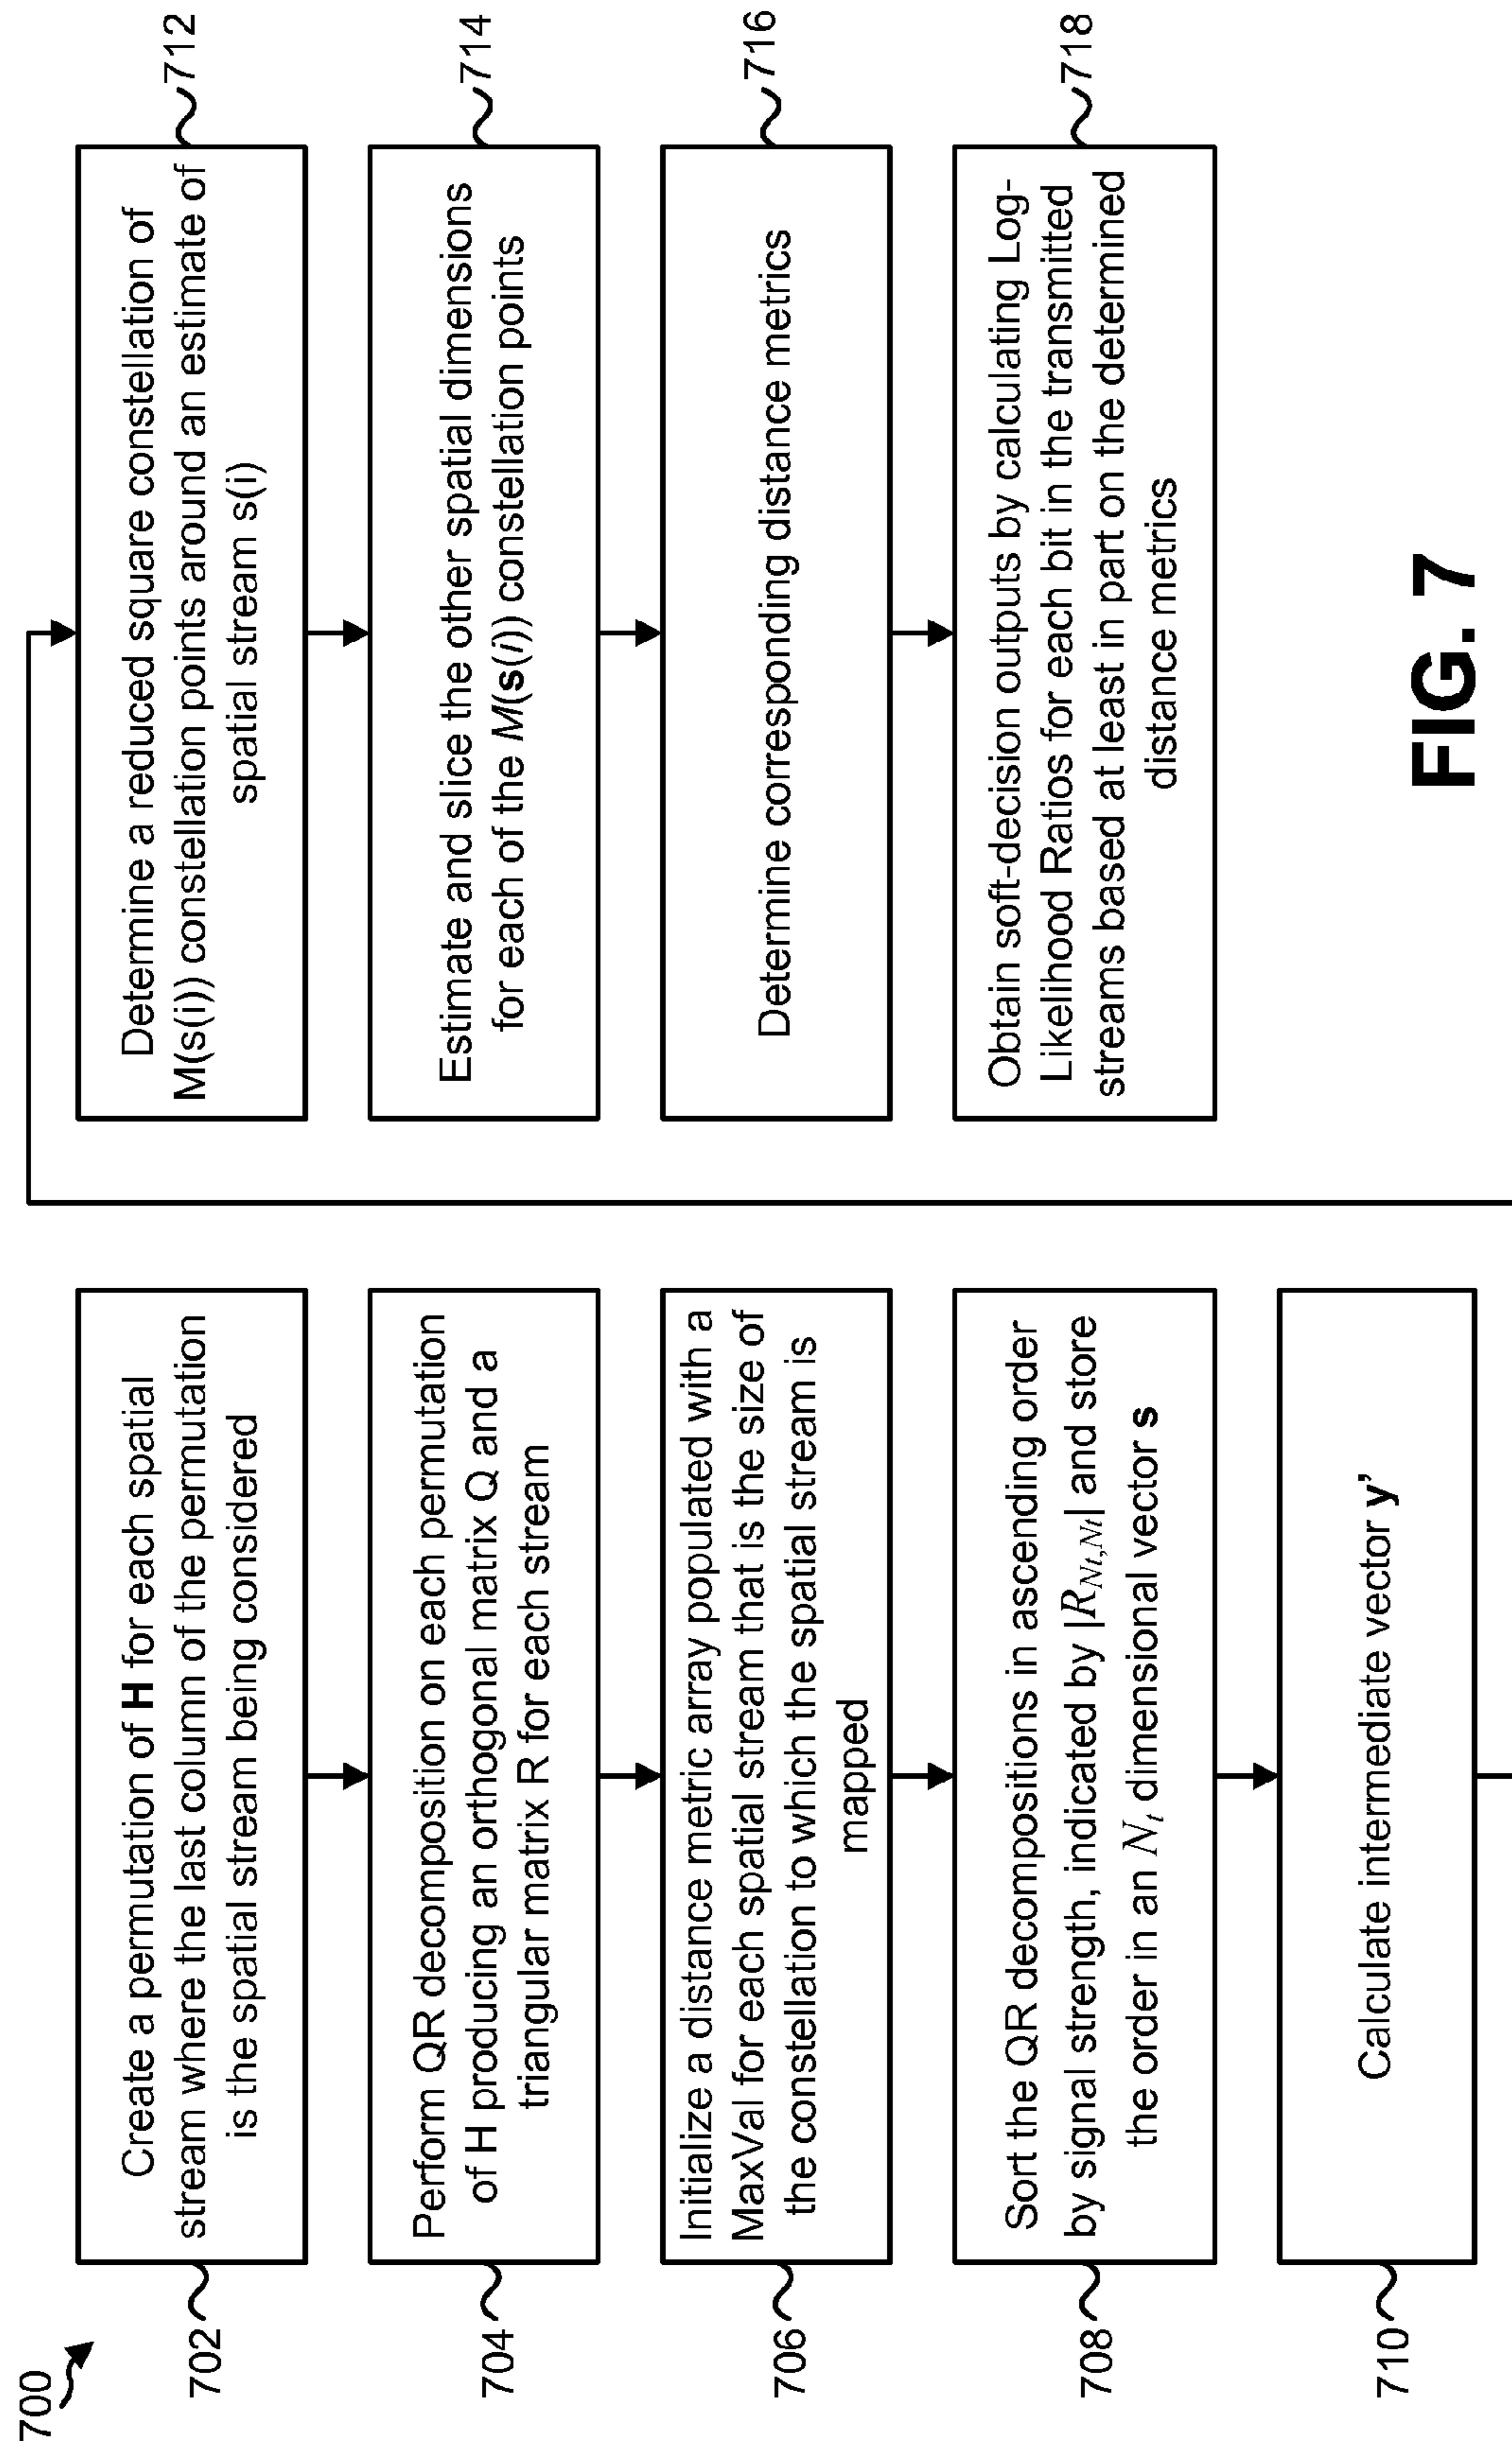 700
702
Create a permutation of H for each spatial
stream where the last column of the permutation
is the spatial stream being considered
704
Perform QR decomposition on each permutation
of H producing an orthogonal matrix Q and a
triangular matrix R for each stream
706
Initialize a distance metric array populated with a
MaxVal for each spatial stream that is the size of
the constellation to which the spatial stream is
mapped
708
Sort the QR decompositions in ascending order
by signal strength, indicated by |R_{Nt,Nt}| and store
the order in an N_t dimensional vector s
710
Calculate intermediate vector y'
712
Determine a reduced square constellation of
M(s(i)) constellation points around an estimate of
spatial stream s(i)
714
Estimate and slice the other spatial dimensions
for each of the M(s(i)) constellation points
716
Determine corresponding distance metrics
718
Obtain soft-decision outputs by calculating Log-
Likelihood Ratios for each bit in the transmitted
streams based at least in part on the determined
distance metrics
FIG. 7